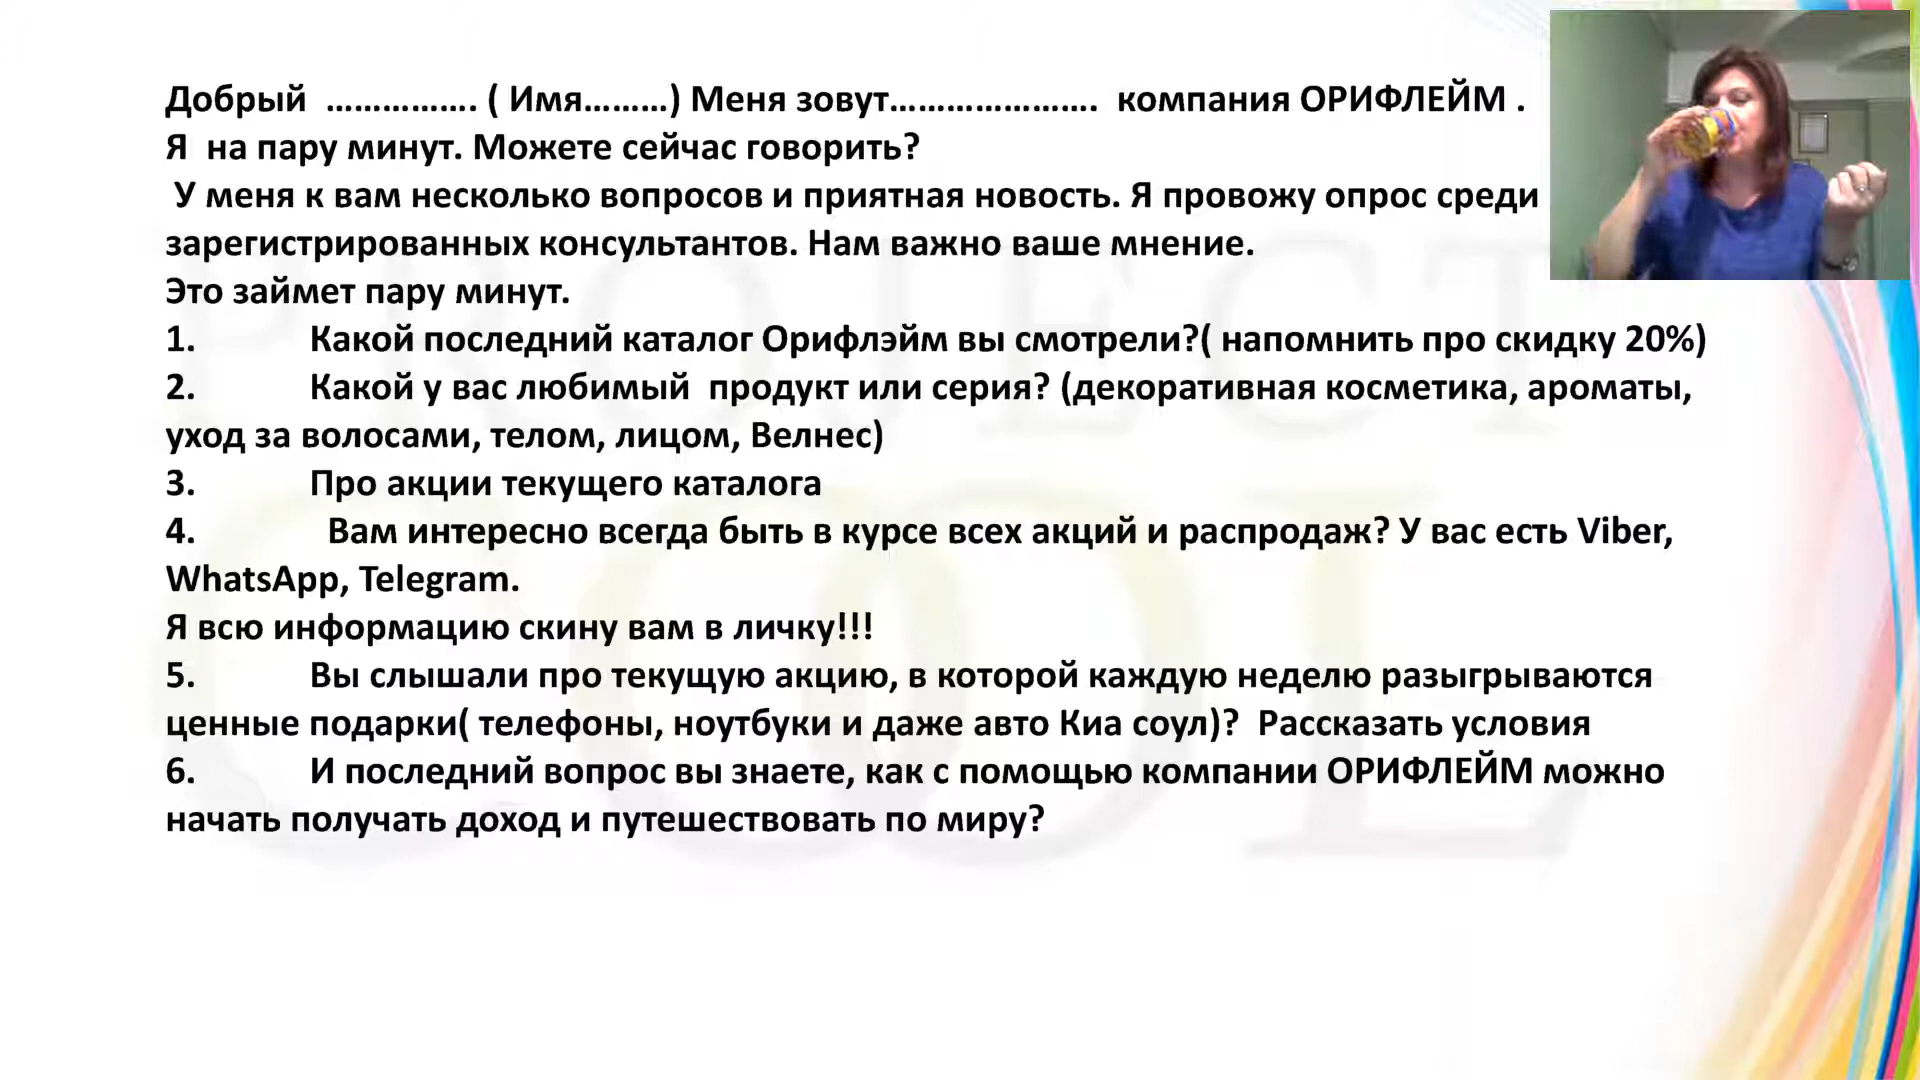 Добрый ................ ( Имя.........) Меня зовут...................... компания ОРИФЛЕЙМ .
Я на пару минут. Можете сейчас говорить?
У меня к вам несколько вопросов и приятная новость. Я провожу опрос среди
зарегистрированных консультантов. Нам важно ваше мнение.
Это займет пару минут.
1. Какой последний каталог Орифлэйм вы смотрели?( напомнить про скидку 20%)
2. Какой у вас любимый продукт или серия? (декоративная косметика, ароматы,
уход за волосами, телом, лицом, Велнес)
3. Про акции текущего каталога
4. Вам интересно всегда быть в курсе всех акций и распродаж? У вас есть Viber,
WhatsApp, Telegram.
Я всю информацию скину вам в личку!!!
5. Вы слышали про текущую акцию, в которой каждую неделю разыгрываются
ценные подарки( телефоны, ноутбуки и даже авто Киа соул)? Рассказать условия
6. И последний вопрос вы знаете, как с помощью компании ОРИФЛЕЙМ можно
начать получать доход и путешествовать по миру?
PROJECT
COOL